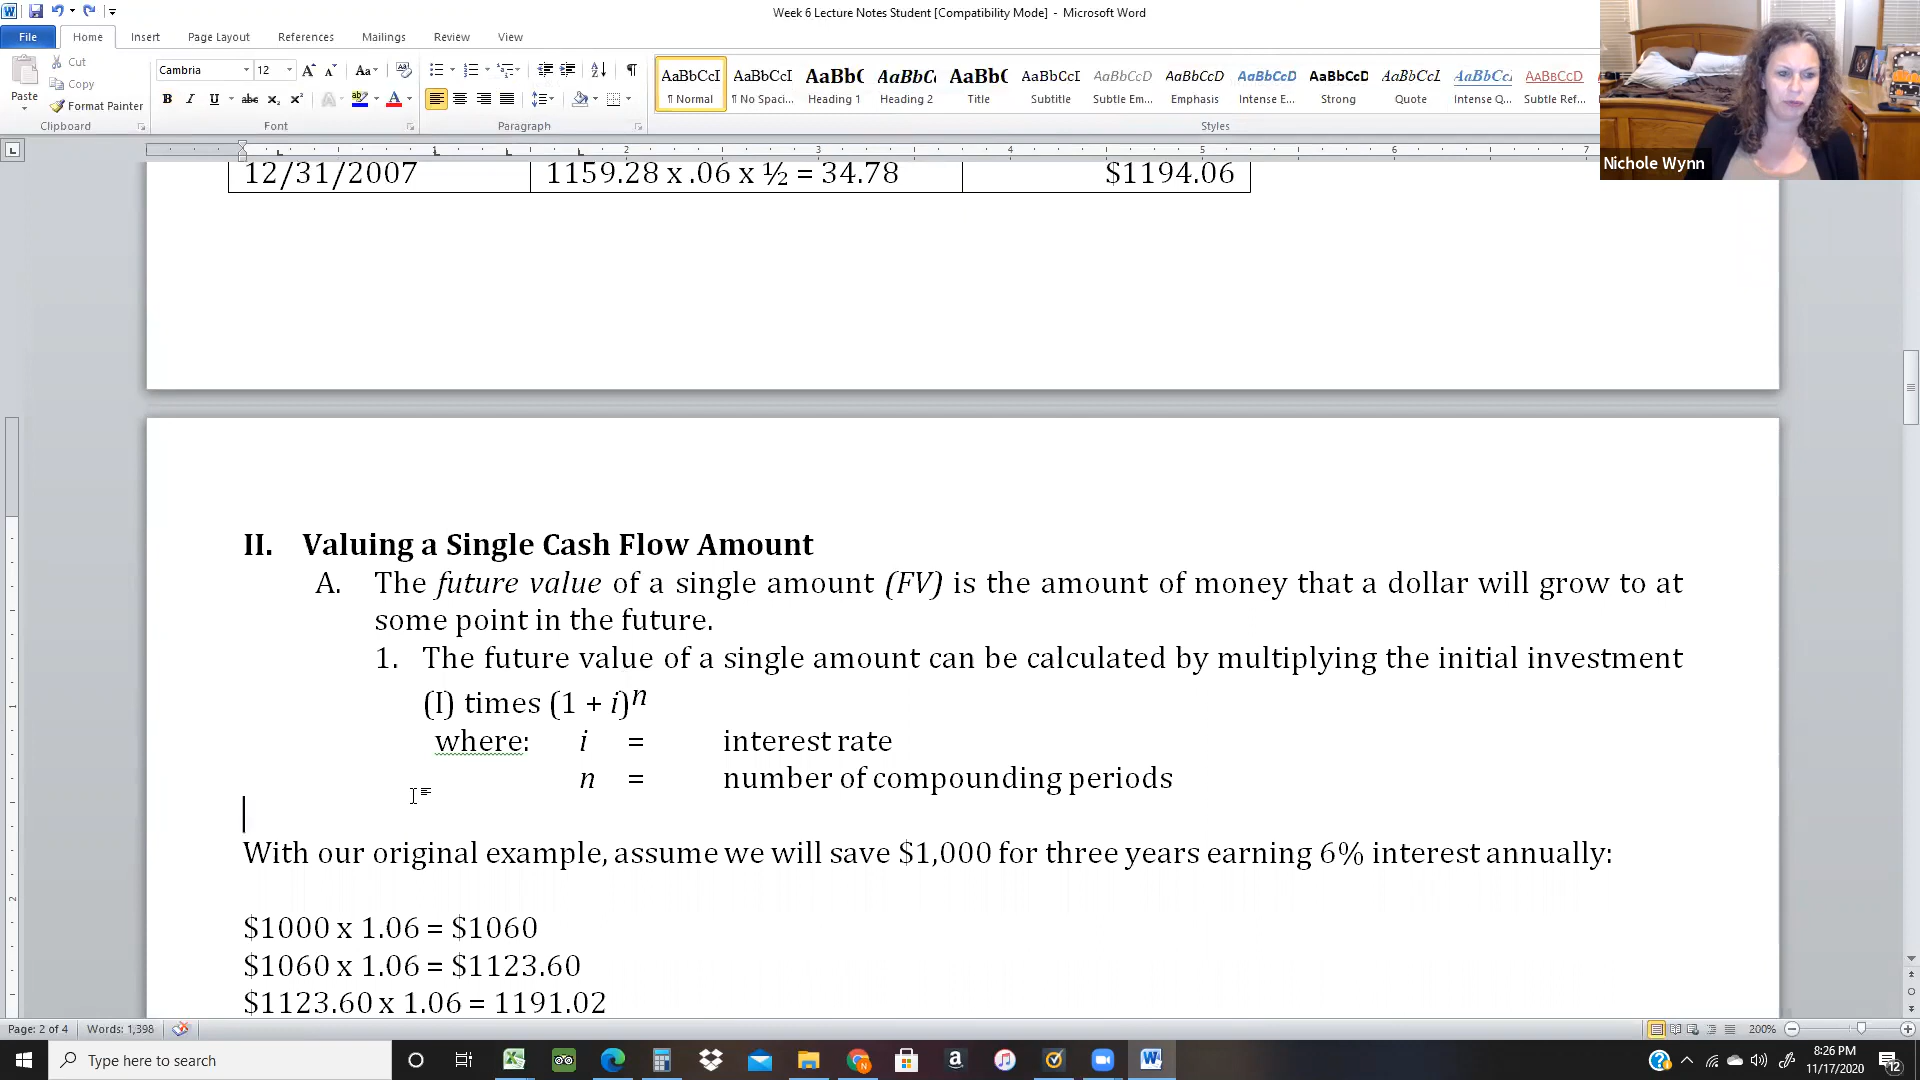 Week 6 Lecture Notes Student [Compatibility Mode] - Microsoft Word
File Home Insert Page Layout References Mailings Review View
Paste
Cut
Copy
Format Painter
Clipboard
Cambria 12
Font
Paragraph
AaBbCcI AaBbCcI AaBbC AaBbC AaBbC AaBbCcI AaBbCcD AaBbCcD AaBbCcD AaBbCcD AaBbCcI AaBbCc AaBbCcD
¶ Normal ¶ No Spaci... Heading 1 Heading 2 Title Subtitle Subtle Em... Emphasis Intense E... Strong Quote Intense Q... Subtle Ref...
Styles
Nichole Wynn
12/31/2007 1159.28 x .06 x ½ = 34.78 $1194.06
II. Valuing a Single Cash Flow Amount
A. The future value of a single amount (FV) is the amount of money that a dollar will grow to at
some point in the future.
1. The future value of a single amount can be calculated by multiplying the initial investment
(I) times (1 + i)n
where: i = interest rate
n = number of compounding periods
With our original example, assume we will save $1,000 for three years earning 6% interest annually:
$1000 x 1.06 = $1060
$1060 x 1.06 = $1123.60
$1123.60 x 1.06 = 1191.02
Page: 2 of 4 Words: 1,398 200%
Type here to search
8:26 PM
11/17/2020
12